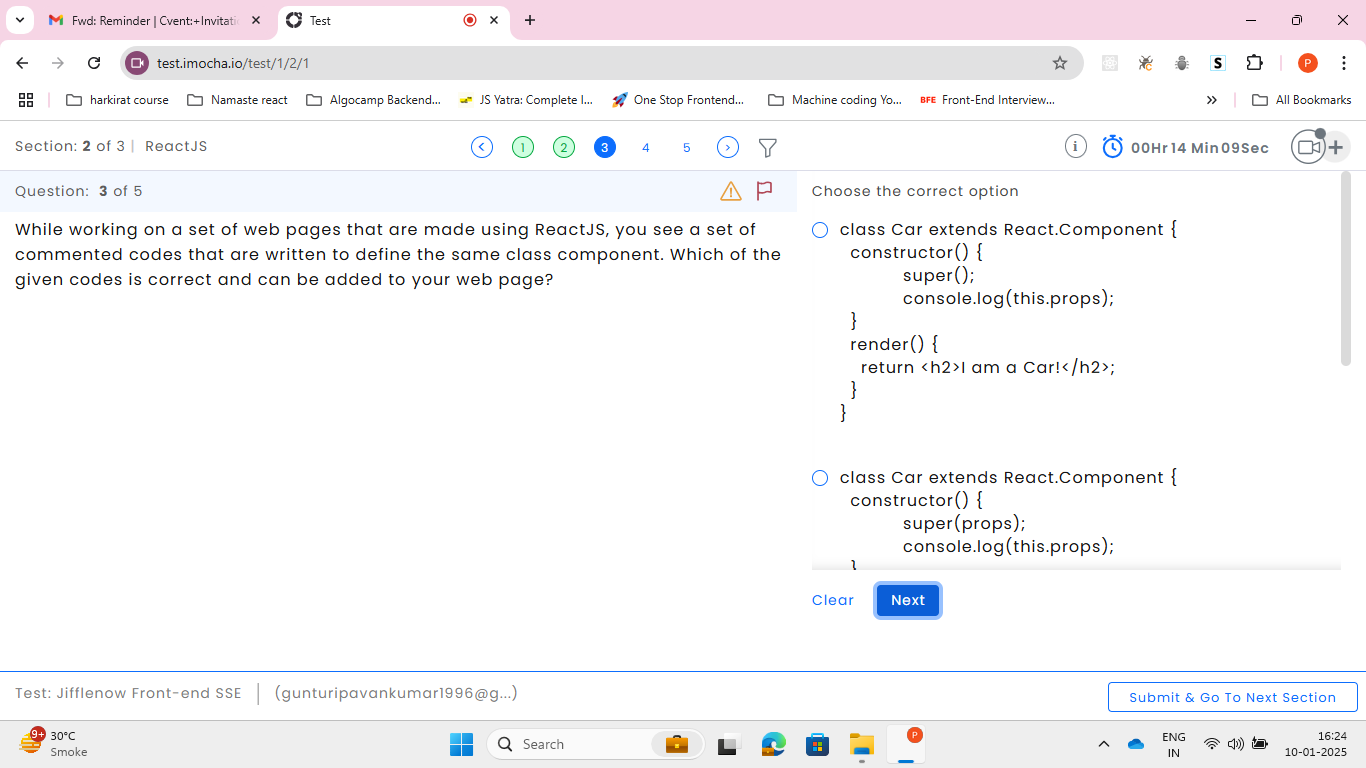 Fwd: Reminder | Cvent:+Invitati
Test
test.imocha.io/test/1/2/1
S
P
harkirat course
Namaste react
Algocamp Backend...
JS Yatra: Complete I...
One Stop Frontend...
Machine coding Yo...
BFE Front-End Interview...
All Bookmarks
Section: 2 of 3 | ReactJS
1 2 3 4 5
00Hr 14 Min 09Sec
Question: 3 of 5
While working on a set of web pages that are made using ReactJS, you see a set of
commented codes that are written to define the same class component. Which of the
given codes is correct and can be added to your web page?
Choose the correct option
class Car extends React.Component {
constructor() {
super();
console.log(this.props);
}
render() {
return <h2>I am a Car!</h2>;
}
}
class Car extends React.Component {
constructor() {
super(props);
console.log(this.props);
}
Clear
Next
Test: Jifflenow Front-end SSE | (gunturipavankumar1996@g...)
Submit & Go To Next Section
9+
30°C
Smoke
Search
P
ENG
IN
16:24
10-01-2025